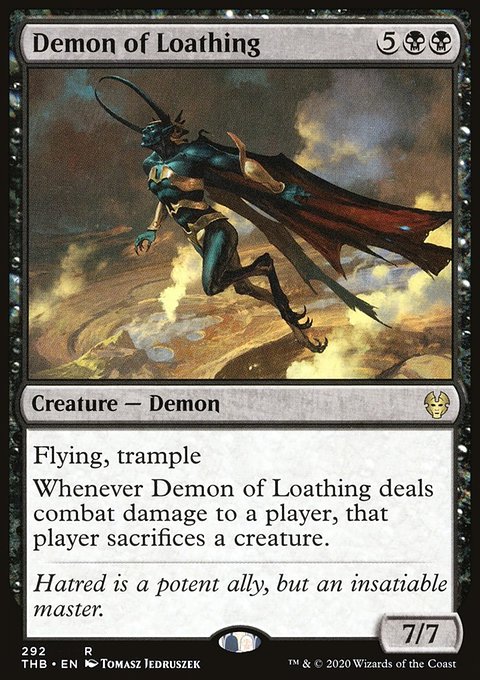 Demon of Loathing 5
Creature — Demon
Flying, trample
Whenever Demon of Loathing deals
combat damage to a player, that
player sacrifices a creature.
Hatred is a potent ally, but an insatiable
master.
7/7
292 R
THB • EN Tomasz Jedruszek
™ & © 2020 Wizards of the Coast